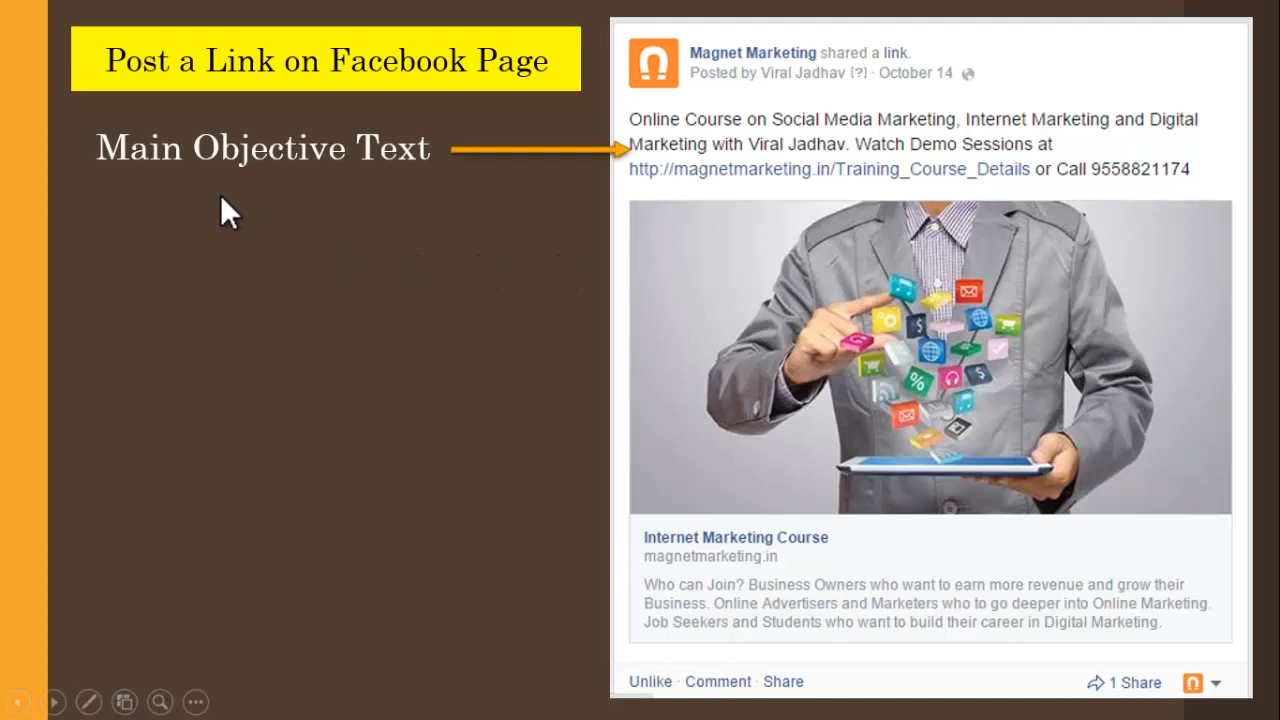 Post a Link on Facebook Page
Main Objective Text
Magnet Marketing shared a link.
Posted by Viral Jadhav [?] · October 14
Online Course on Social Media Marketing, Internet Marketing and Digital
Marketing with Viral Jadhav. Watch Demo Sessions at
http://magnetmarketing.in/Training_Course_Details or Call 9558821174
Internet Marketing Course
magnetmarketing.in
Who can Join? Business Owners who want to earn more revenue and grow their
Business. Online Advertisers and Marketers who to go deeper into Online Marketing.
Job Seekers and Students who want to build their career in Digital Marketing.
Unlike · Comment · Share
1 Share